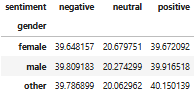 sentiment negative neutral positive
gender
female 39.648157 20.679751 39.672092
male 39.809183 20.274299 39.916518
other 39.786899 20.062962 40.150139